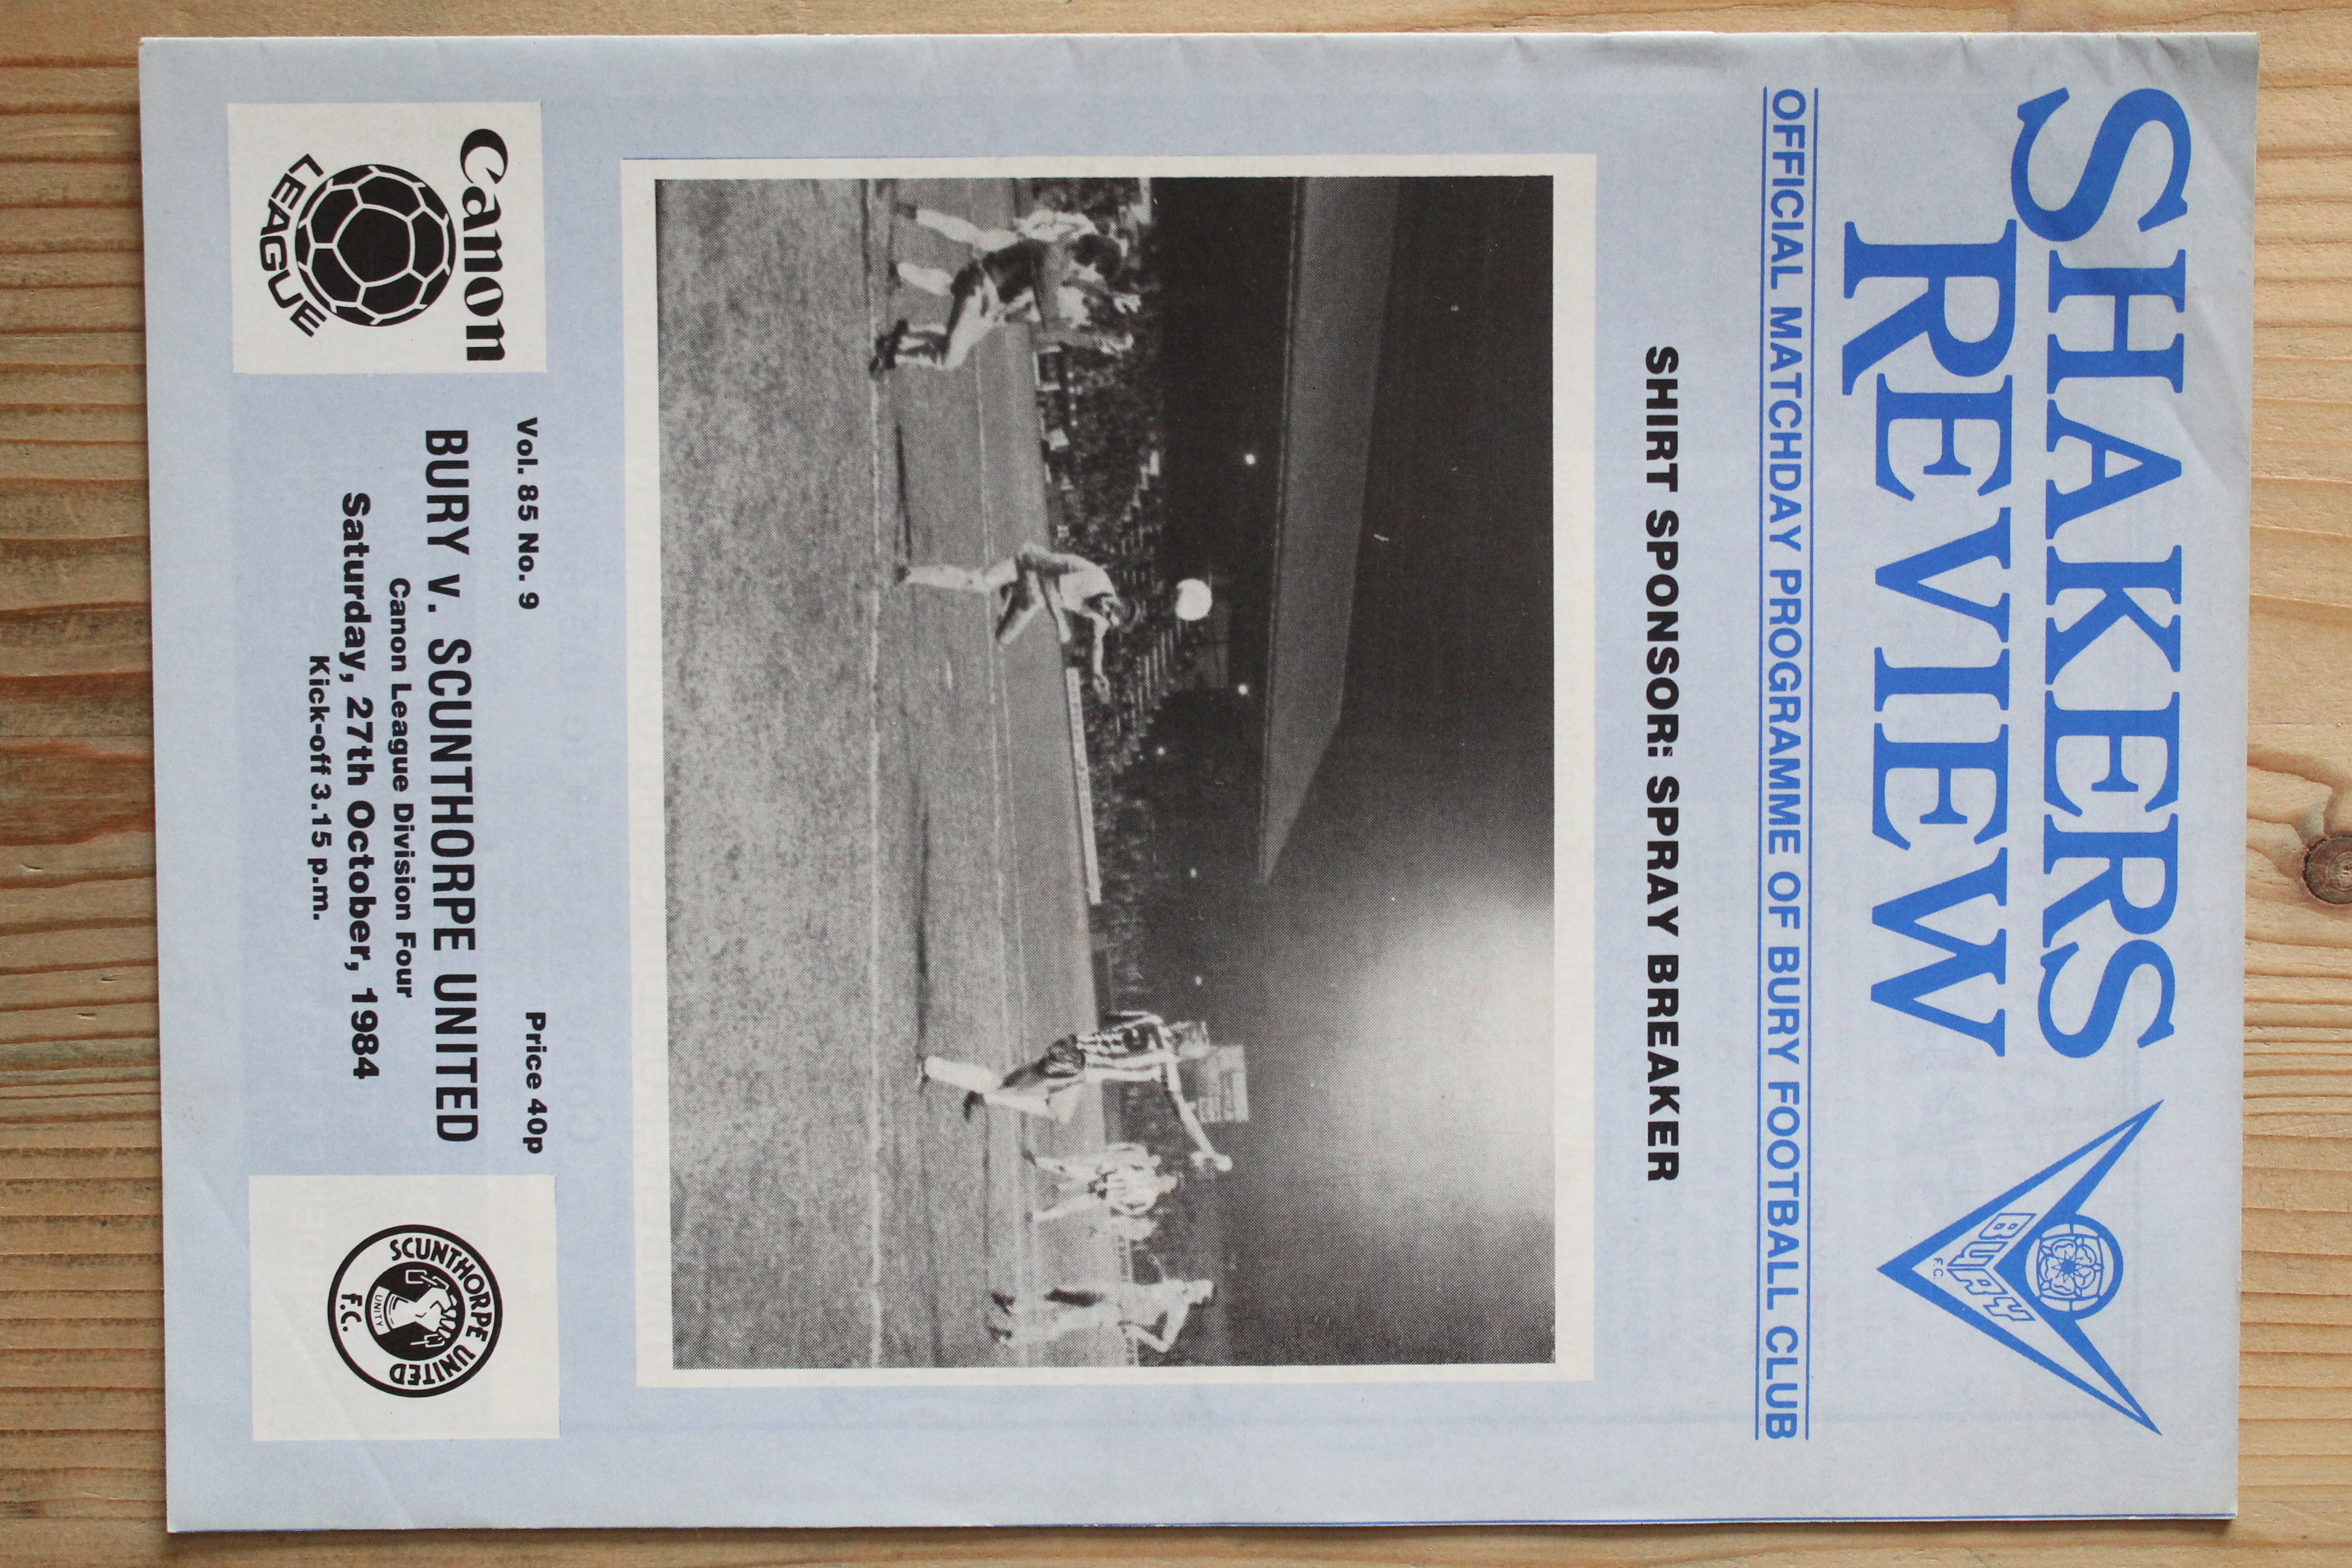 SHAKERS
REVIEW
BURY
F.C.
OFFICIAL MATCHDAY PROGRAMME OF BURY FOOTBALL CLUB
SHIRT SPONSOR: SPRAY BREAKER
Canon
LEAGUE
Vol. 85 No. 9
Price 40p
BURY v. SCUNTHORPE UNITED
Canon League Division Four
Saturday, 27th October, 1984
Kick-off 3.15 p.m.
SCUNTHORPE UNITED
UNITY
F.C.